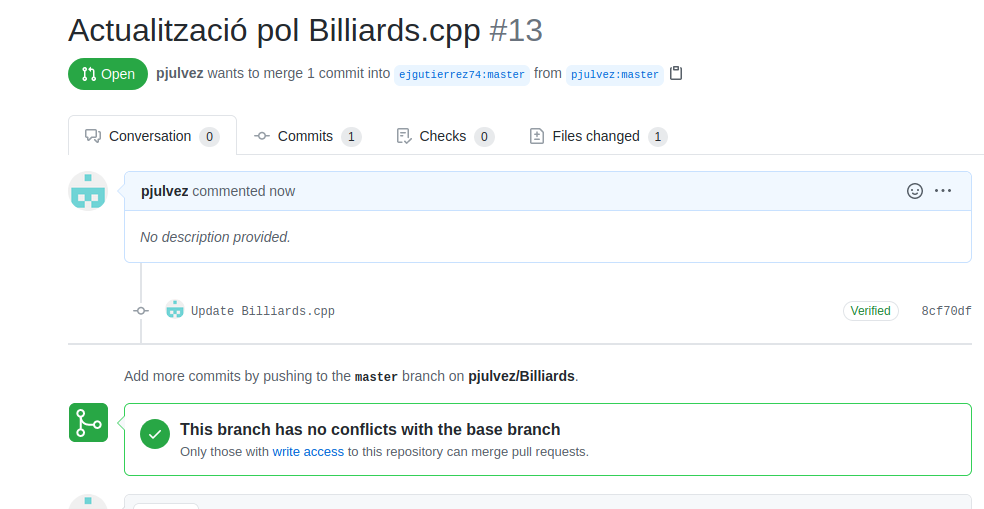 Actualització pol Billiards.cpp #13
Open pjulvez wants to merge 1 commit into ejgutierrez74:master from pjulvez:master
Conversation 0 Commits 1 Checks 0 Files changed 1
pjulvez commented now
No description provided.
Update Billiards.cpp Verified 8cf70df
Add more commits by pushing to the master branch on pjulvez/Billiards.
This branch has no conflicts with the base branch
Only those with write access to this repository can merge pull requests.